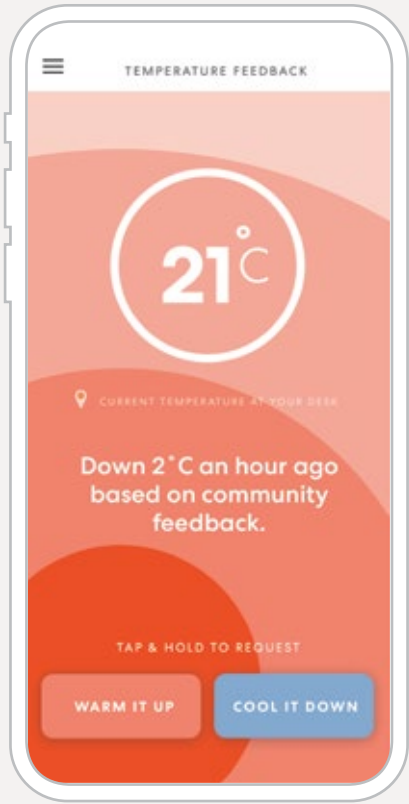 TEMPERATURE FEEDBACK
21°C
CURRENT TEMPERATURE AT YOUR DESK
Down 2°C an hour ago
based on community
feedback.
TAP & HOLD TO REQUEST
WARM IT UP
COOL IT DOWN